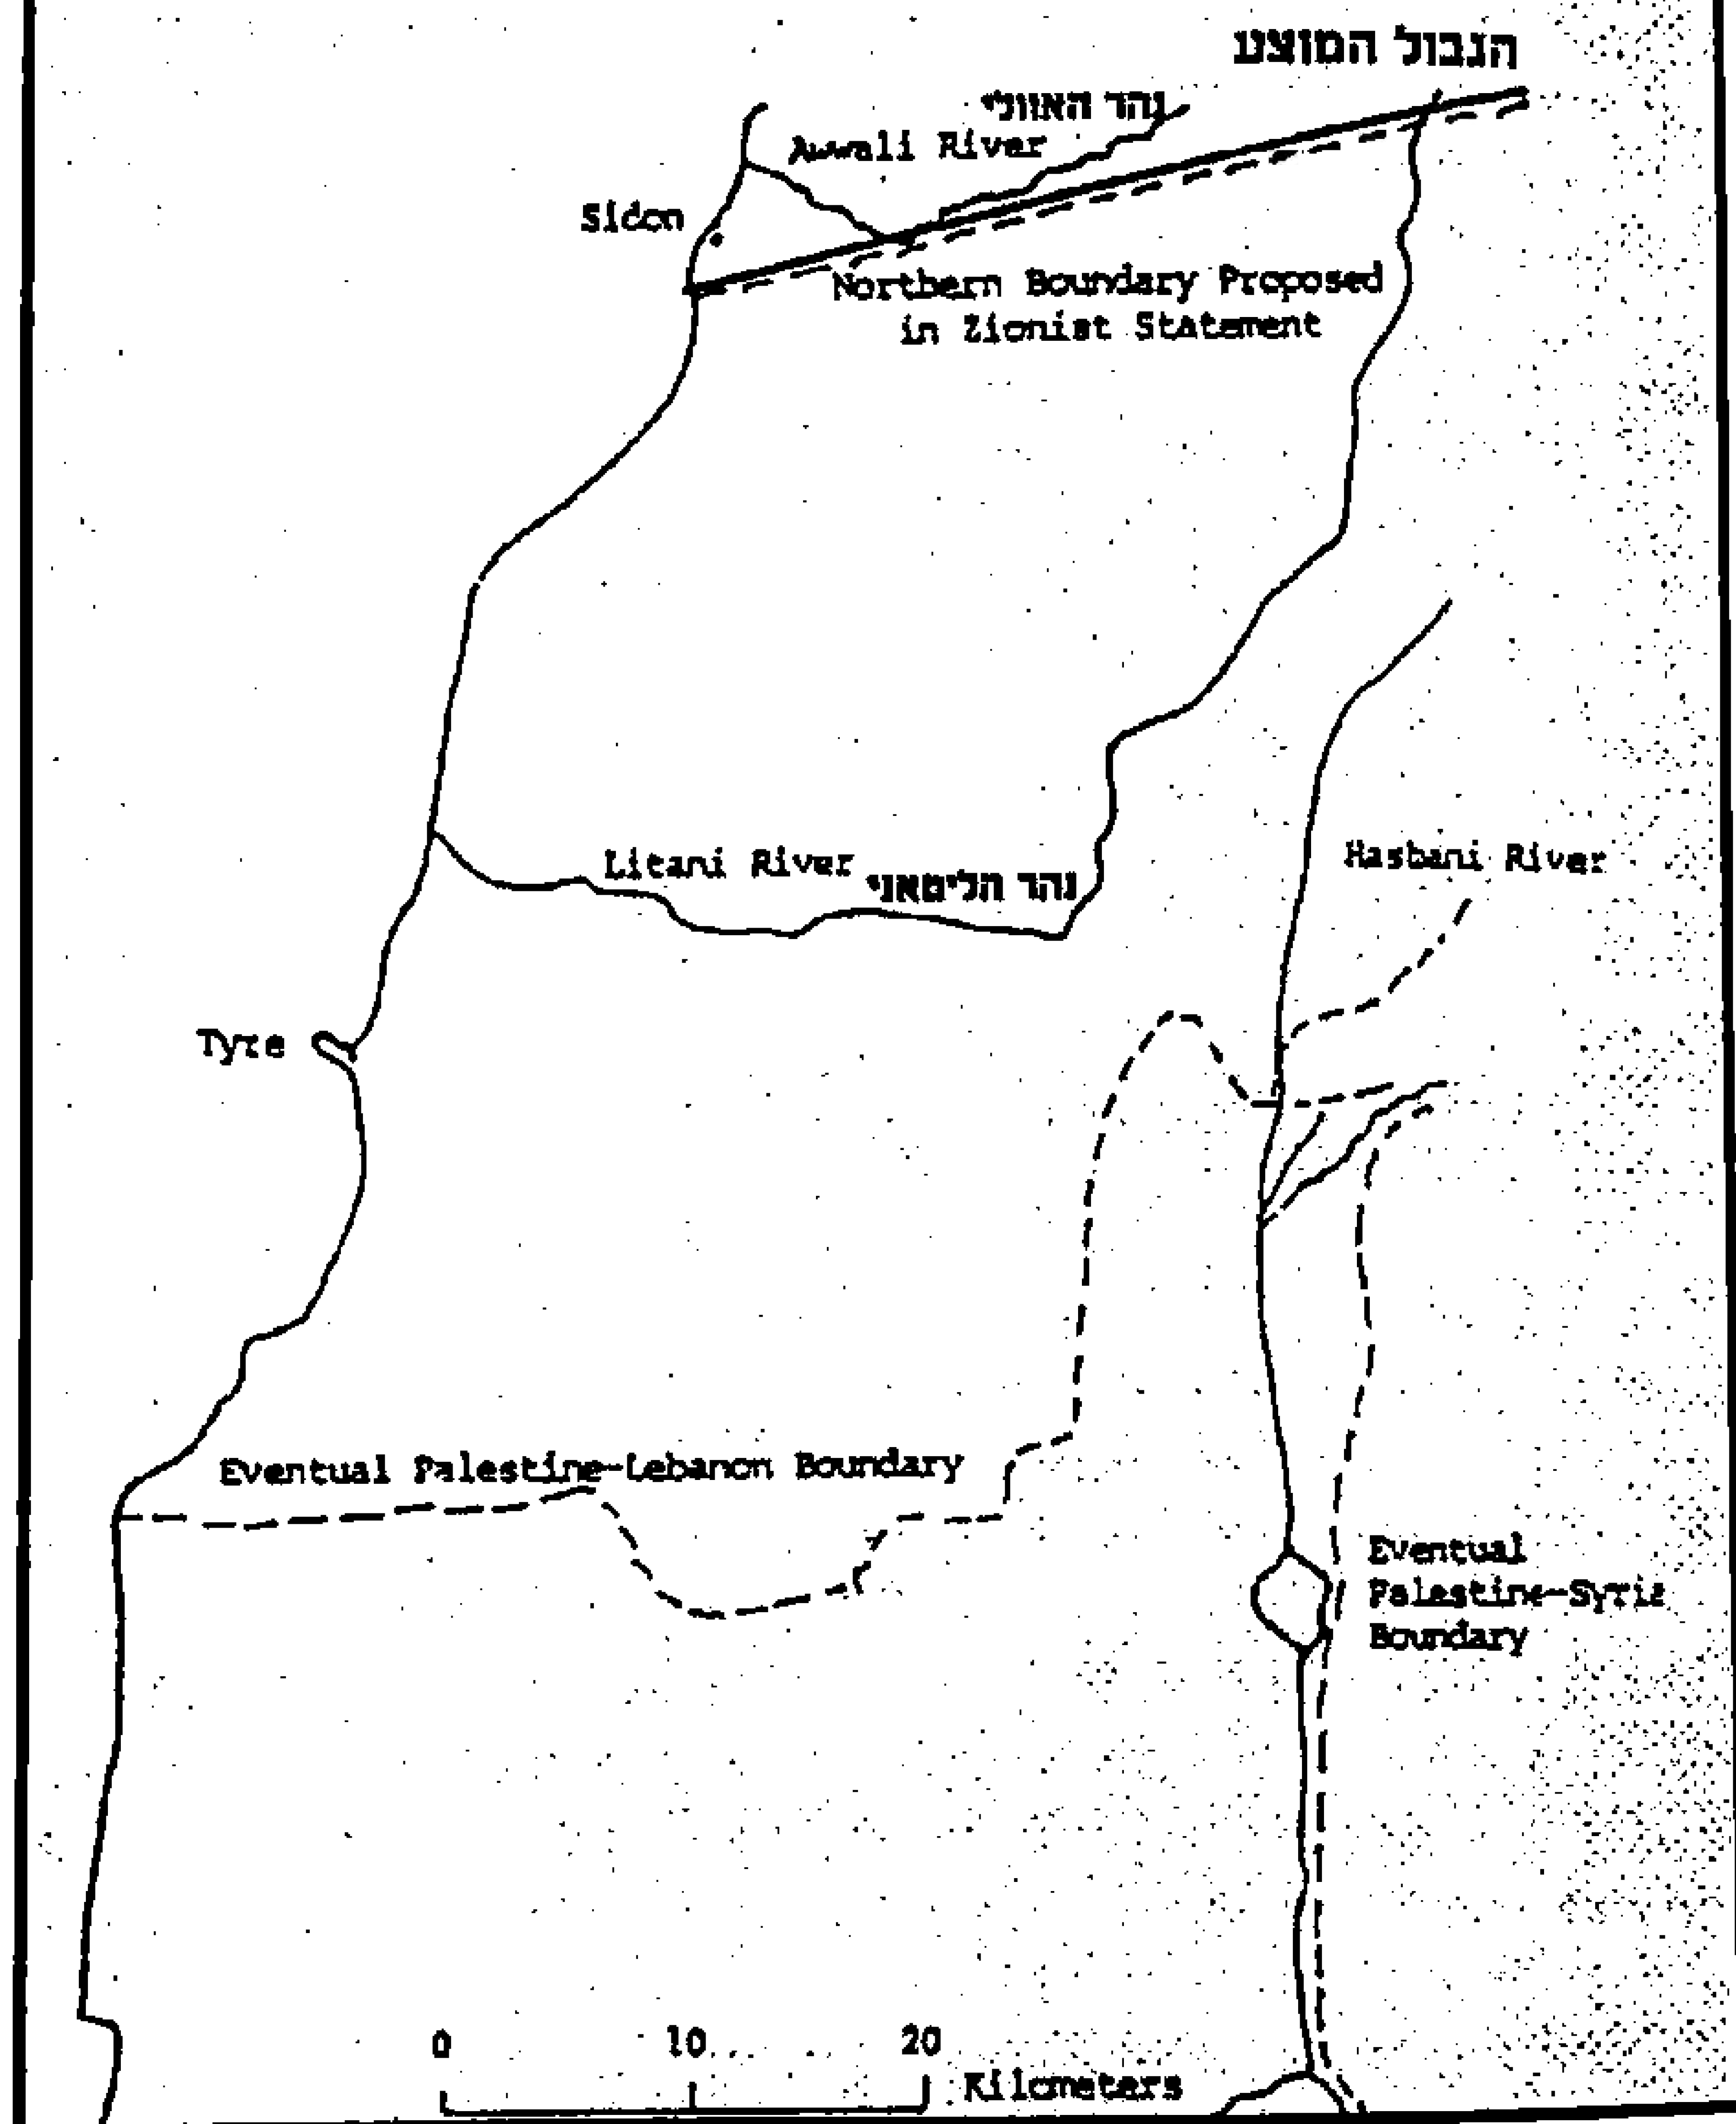 הגבול המוצע
נהר האוולי
Awwali River
Sidon
Northern Boundary Proposed
in Zionist Statement
Litani River
נהר הליטאני
Hasbani River
Tyre
Eventual Palestine-Lebanon Boundary
Eventual
Palestine-Syria
Boundary
0 10 20
Kilometers